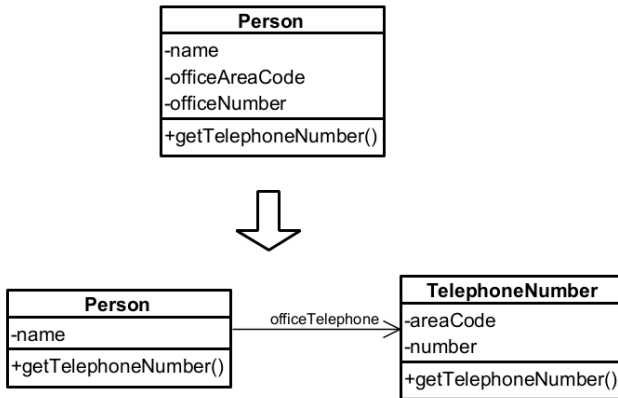 Person
-name
-officeAreaCode
-officeNumber
+getTelephoneNumber()
Person
-name
+getTelephoneNumber()
officeTelephone
TelephoneNumber
-areaCode
-number
+getTelephoneNumber()